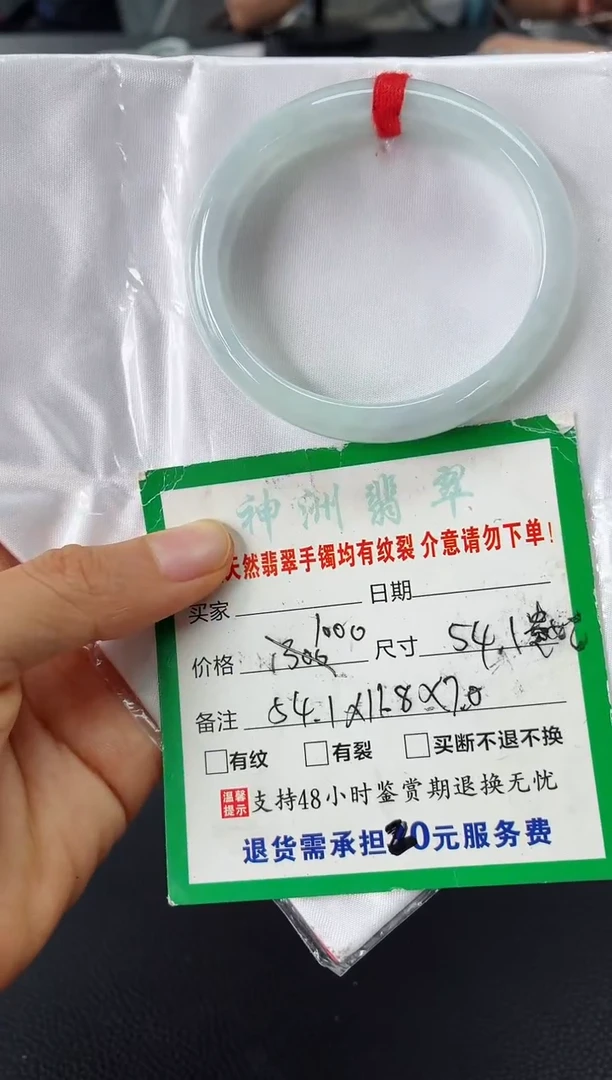 神洲翡翠
天然翡翠手镯均有纹裂 介意请勿下单!
买家 日期
价格 1300 1000 尺寸 54.1
备注 54.1X11.8X7.0
□有纹 □有裂 □买断不退不换
温馨提示 支持48小时鉴赏期退换无忧
退货需承担30元服务费